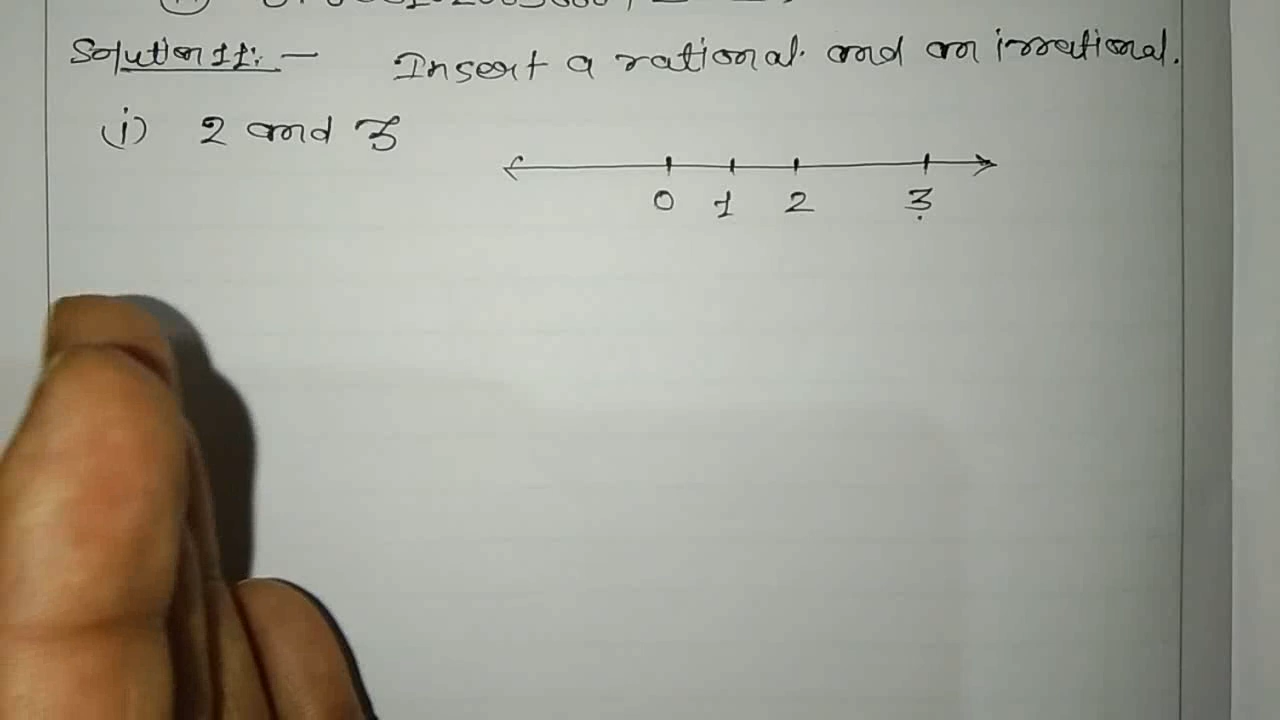 Solution 11:- Insert a rational and an irrational.
(i) 2 and 3
0 1 2 3